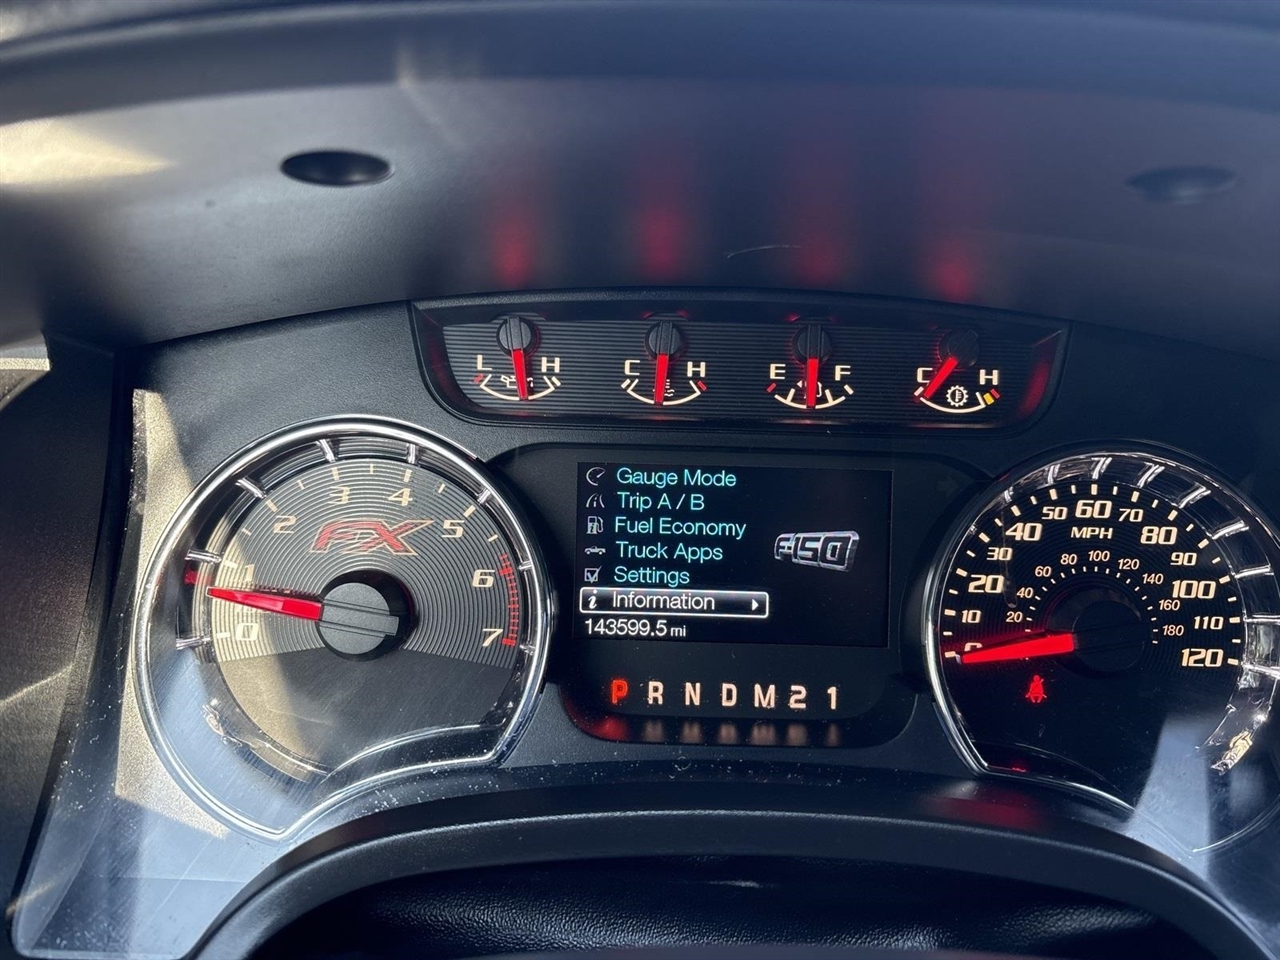 L H
C H
E F
C H
0 1 2 3 4 5 6 7
FX
Gauge Mode
Trip A / B
Fuel Economy
Truck Apps
Settings
i Information
143599.5 mi
F-150
P R N D M 2 1
0 10 20 30 40 50 60 70 80 90 100 110 120
MPH
20 40 60 80 100 120 140 160 180